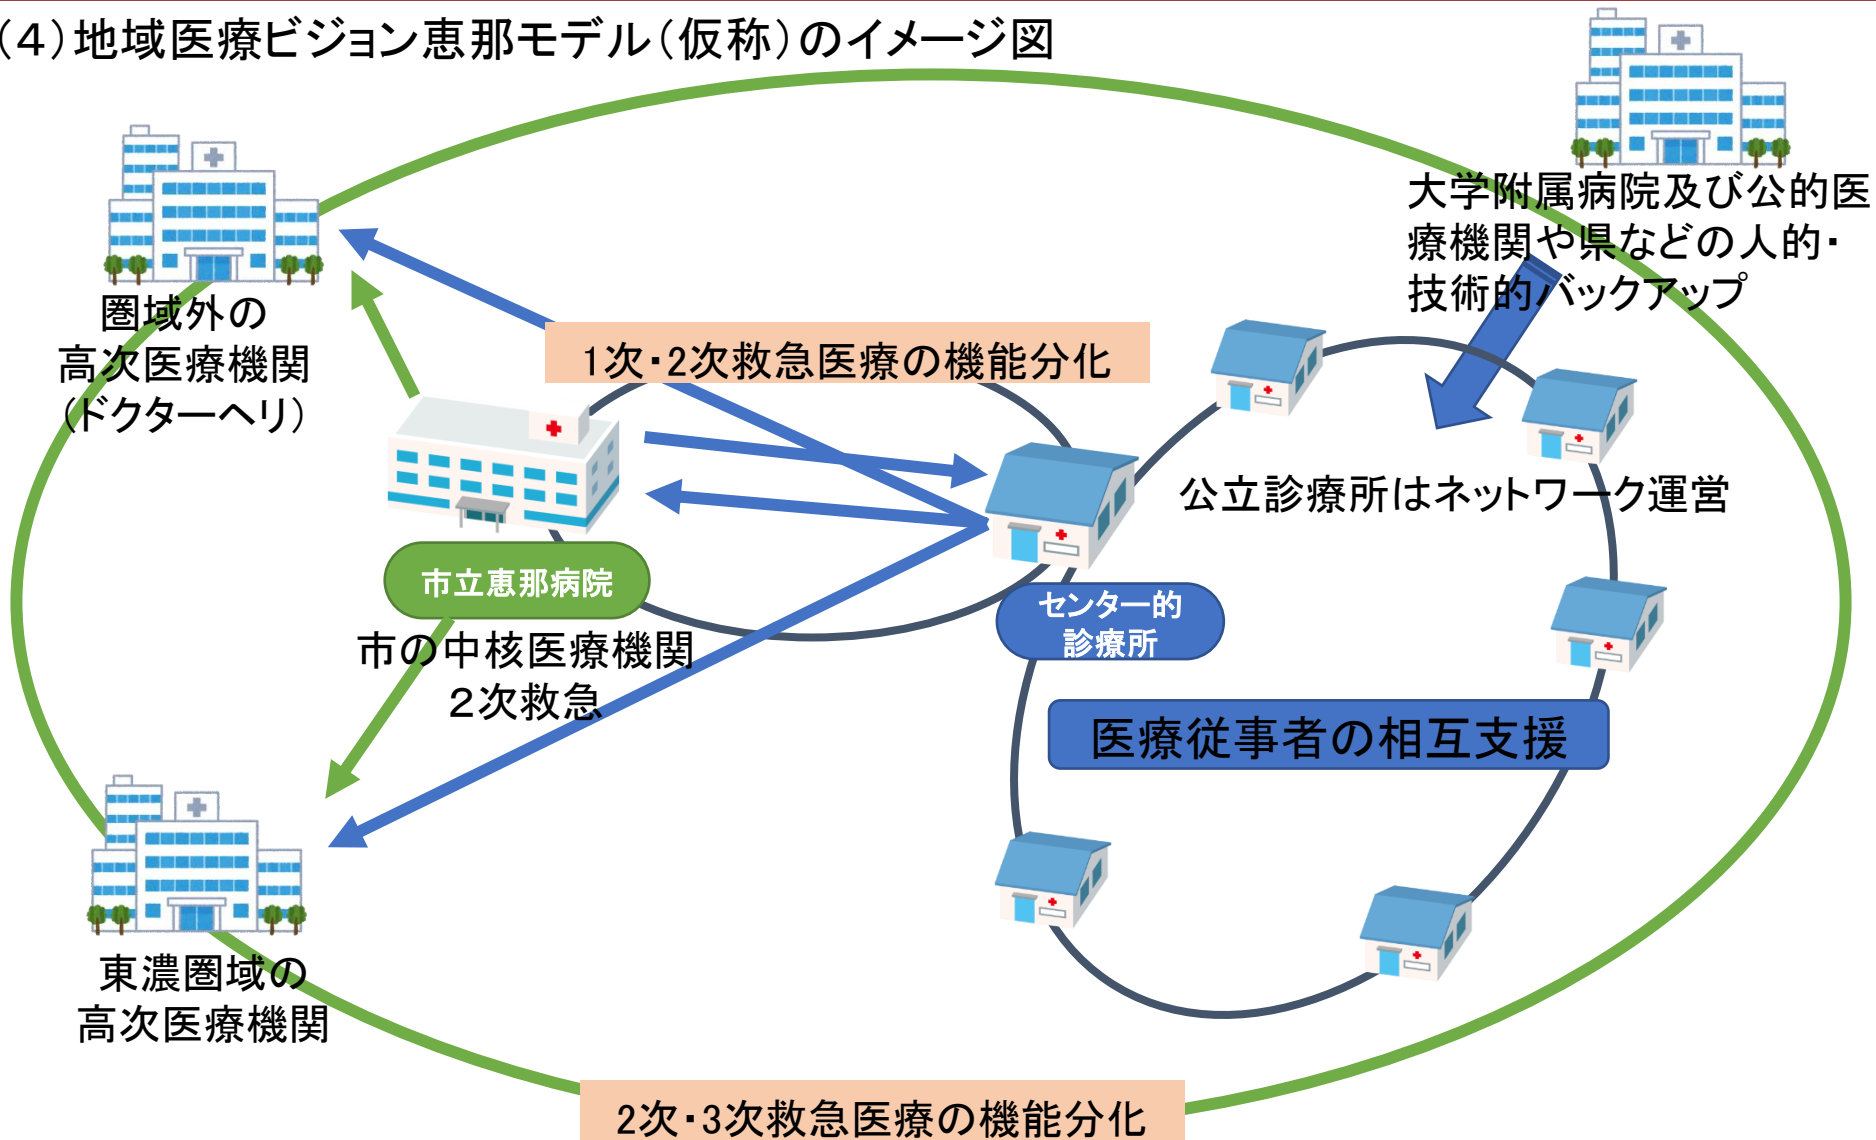 (4)地域医療ビジョン恵那モデル(仮称)のイメージ図
大学附属病院及び公的医
療機関や県などの人的・
技術的バックアップ
圏域外の
高次医療機関
(ドクターヘリ)
1次・2次救急医療の機能分化
公立診療所はネットワーク運営
市立恵那病院
市の中核医療機関
2次救急
センター的
診療所
医療従事者の相互支援
東濃圏域の
高次医療機関
2次・3次救急医療の機能分化